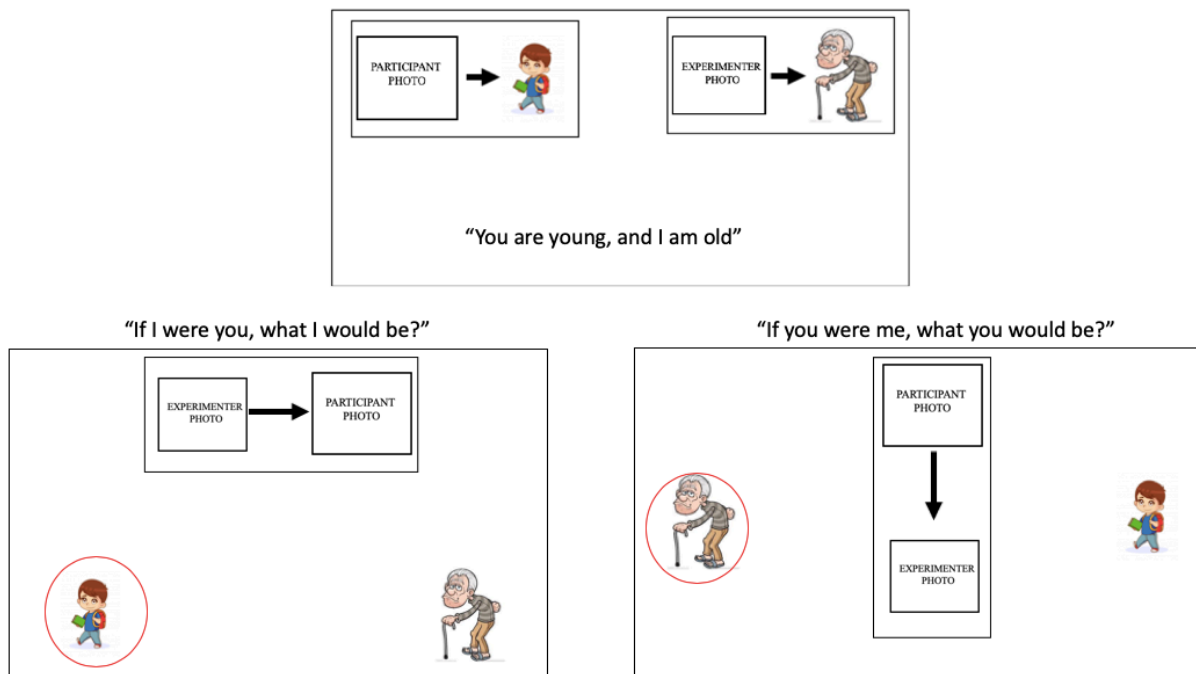 PARTICIPANT
PHOTO
EXPERIMENTER
PHOTO
“You are young, and I am old”
“If I were you, what I would be?”
EXPERIMENTER
PHOTO
PARTICIPANT
PHOTO
“If you were me, what you would be?”
PARTICIPANT
PHOTO
EXPERIMENTER
PHOTO